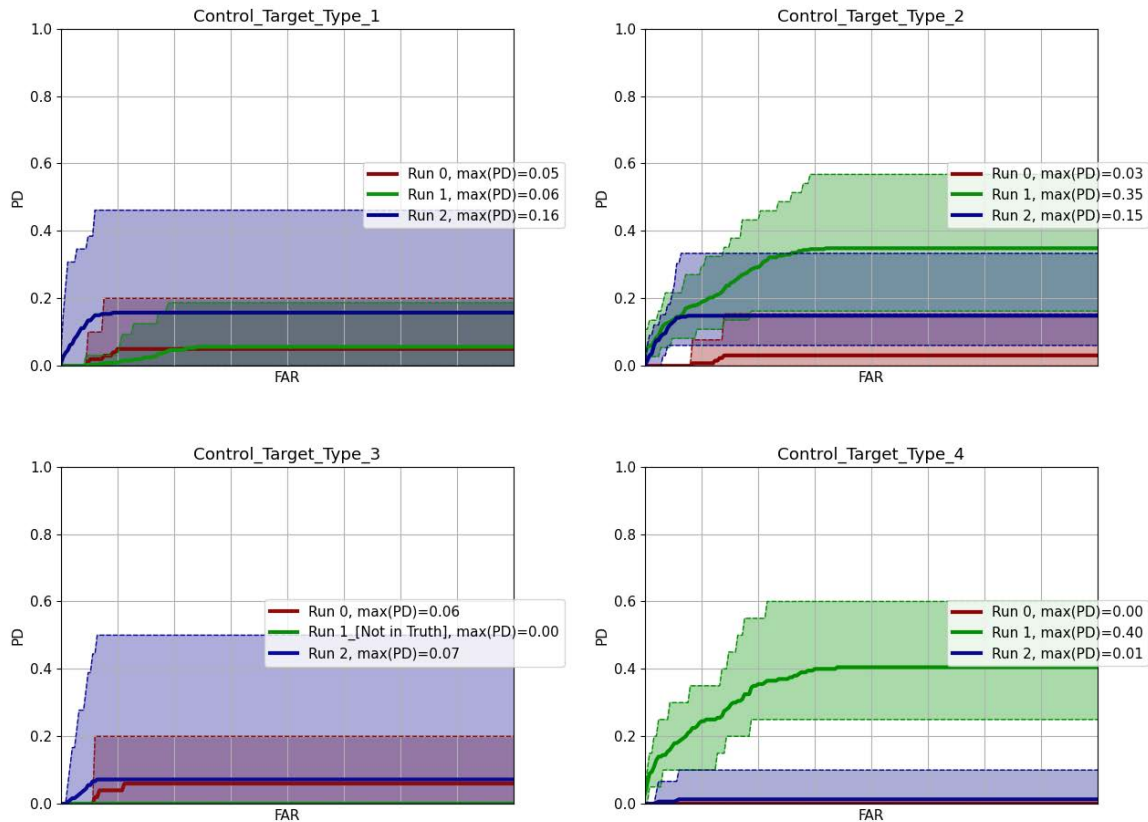 Control_Target_Type_1
1.0
0.8
0.6
0.4
0.2
0.0
PD
FAR
Run 0, max(PD)=0.05
Run 1, max(PD)=0.06
Run 2, max(PD)=0.16
Control_Target_Type_2
1.0
0.8
0.6
0.4
0.2
0.0
PD
FAR
Run 0, max(PD)=0.03
Run 1, max(PD)=0.35
Run 2, max(PD)=0.15
Control_Target_Type_3
1.0
0.8
0.6
0.4
0.2
0.0
PD
FAR
Run 0, max(PD)=0.06
Run 1_[Not in Truth], max(PD)=0.00
Run 2, max(PD)=0.07
Control_Target_Type_4
1.0
0.8
0.6
0.4
0.2
0.0
PD
FAR
Run 0, max(PD)=0.00
Run 1, max(PD)=0.40
Run 2, max(PD)=0.01